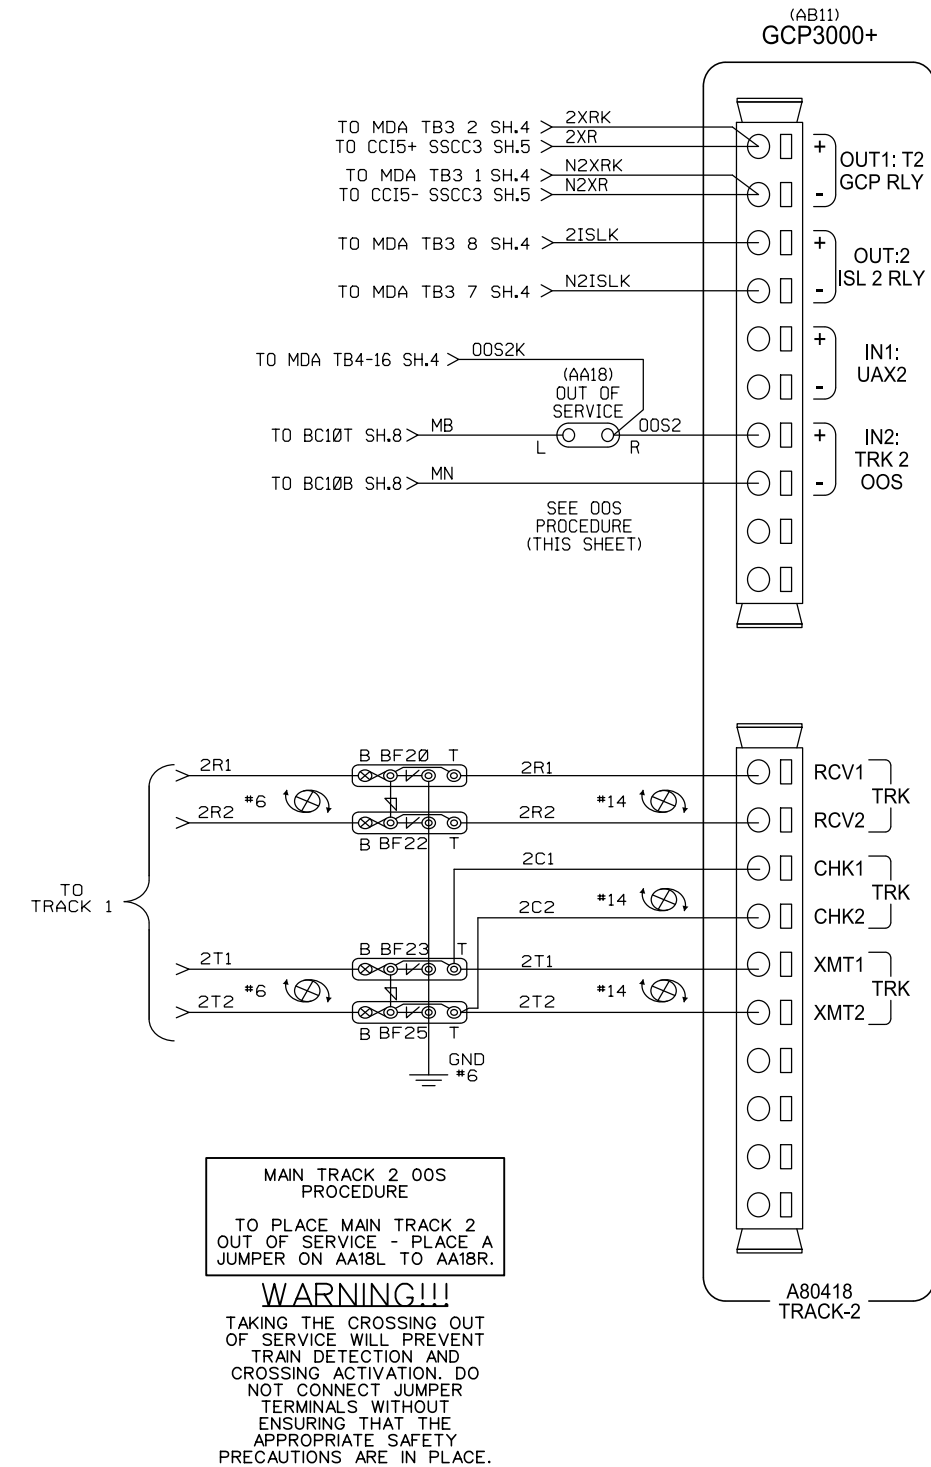 (AB11)
GCP3000+
TO MDA TB3 2 SH.4 2XRK
TO CCI5+ SSCC3 SH.5 2XR
+
OUT1: T2
GCP RLY
TO MDA TB3 1 SH.4 N2XRK
TO CCI5- SSCC3 SH.5 N2XR
-
TO MDA TB3 8 SH.4 2ISLK
+
OUT:2
ISL 2 RLY
TO MDA TB3 7 SH.4 N2ISLK
-
+
IN1:
UAX2
-
TO MDA TB4-16 SH.4 OOS2K
(AA18)
OUT OF
SERVICE
TO BC1ØT SH.8 MB
L R
OOS2
+
IN2:
TRK 2
OOS
TO BC1ØB SH.8 MN
-
SEE OOS
PROCEDURE
(THIS SHEET)
B BF20 T
2R1 2R1 RCV1
#6 #14 TRK
2R2 2R2 RCV2
B BF22 T
2C1 CHK1
TO
TRACK 1
#14 TRK
2C2 CHK2
B BF23 T
2T1 2T1 XMT1
#6 #14 TRK
2T2 2T2 XMT2
B BF25 T
GND
#6
MAIN TRACK 2 OOS
PROCEDURE
TO PLACE MAIN TRACK 2
OUT OF SERVICE - PLACE A
JUMPER ON AA18L TO AA18R.
WARNING!!!
TAKING THE CROSSING OUT
OF SERVICE WILL PREVENT
TRAIN DETECTION AND
CROSSING ACTIVATION. DO
NOT CONNECT JUMPER
TERMINALS WITHOUT
ENSURING THAT THE
APPROPRIATE SAFETY
PRECAUTIONS ARE IN PLACE.
A80418
TRACK-2